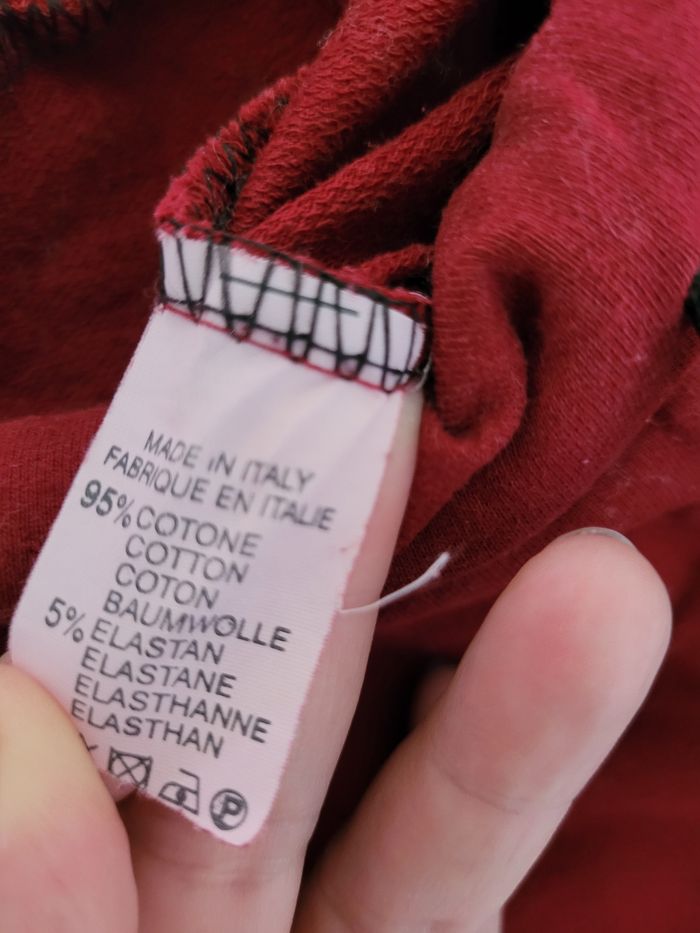 MADE IN ITALY
FABRIQUE EN ITALIE
95% COTONE
COTTON
COTON
BAUMWOLLE
5% ELASTAN
ELASTANE
ELASTHANNE
ELASTHAN
P